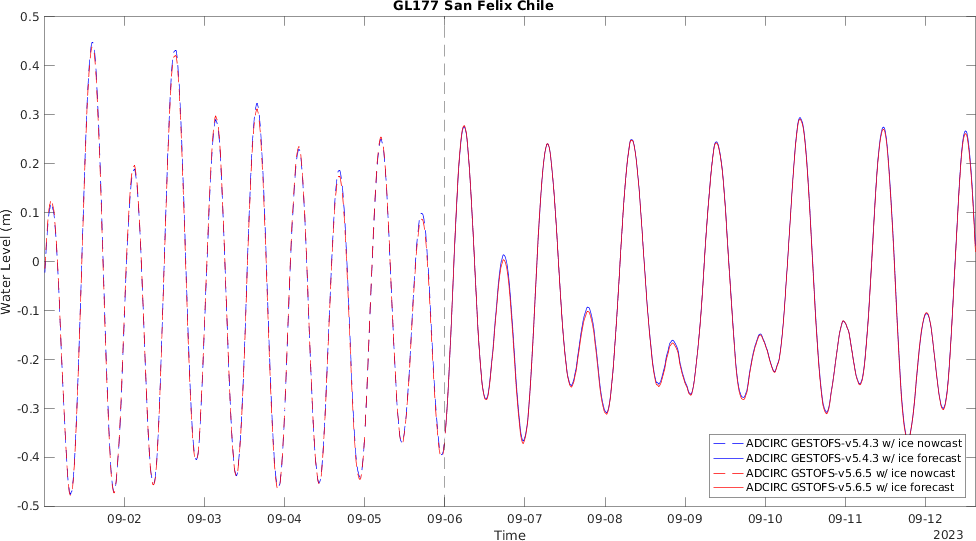 GL177 San Felix Chile
0.5
0.4
0.3
0.2
0.1
0
-0.1
-0.2
-0.3
-0.4
-0.5
Water Level (m)
ADCIRC GESTOFS-v5.4.3 w/ ice nowcast
ADCIRC GESTOFS-v5.4.3 w/ ice forecast
ADCIRC GSTOFS-v5.6.5 w/ ice nowcast
ADCIRC GSTOFS-v5.6.5 w/ ice forecast
09-02 09-03 09-04 09-05 09-06 09-07 09-08 09-09 09-10 09-11 09-12
Time
2023